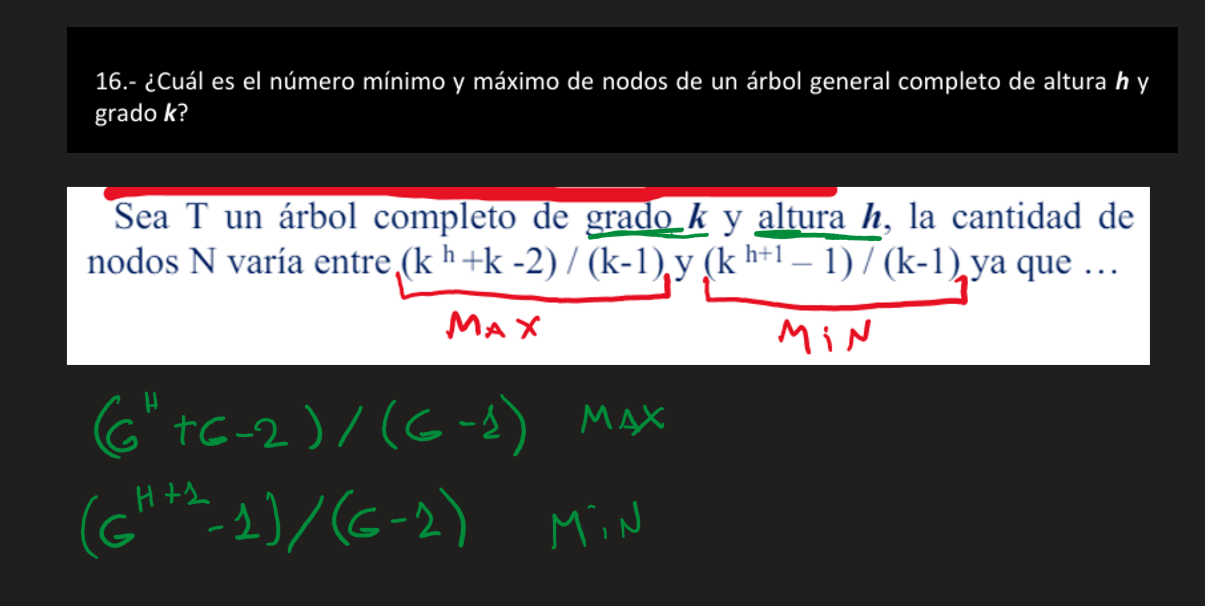 16.- ¿Cuál es el número mínimo y máximo de nodos de un árbol general completo de altura h y
grado k?
Sea T un árbol completo de grado k y altura h, la cantidad de
nodos N varía entre (k h +k -2) / (k-1) y (k h+1 – 1) / (k-1) ya que …
MAX MiN
(G^H +G-2)/(G-1) MAX
(G^H+1 -1)/(G-1) MiN